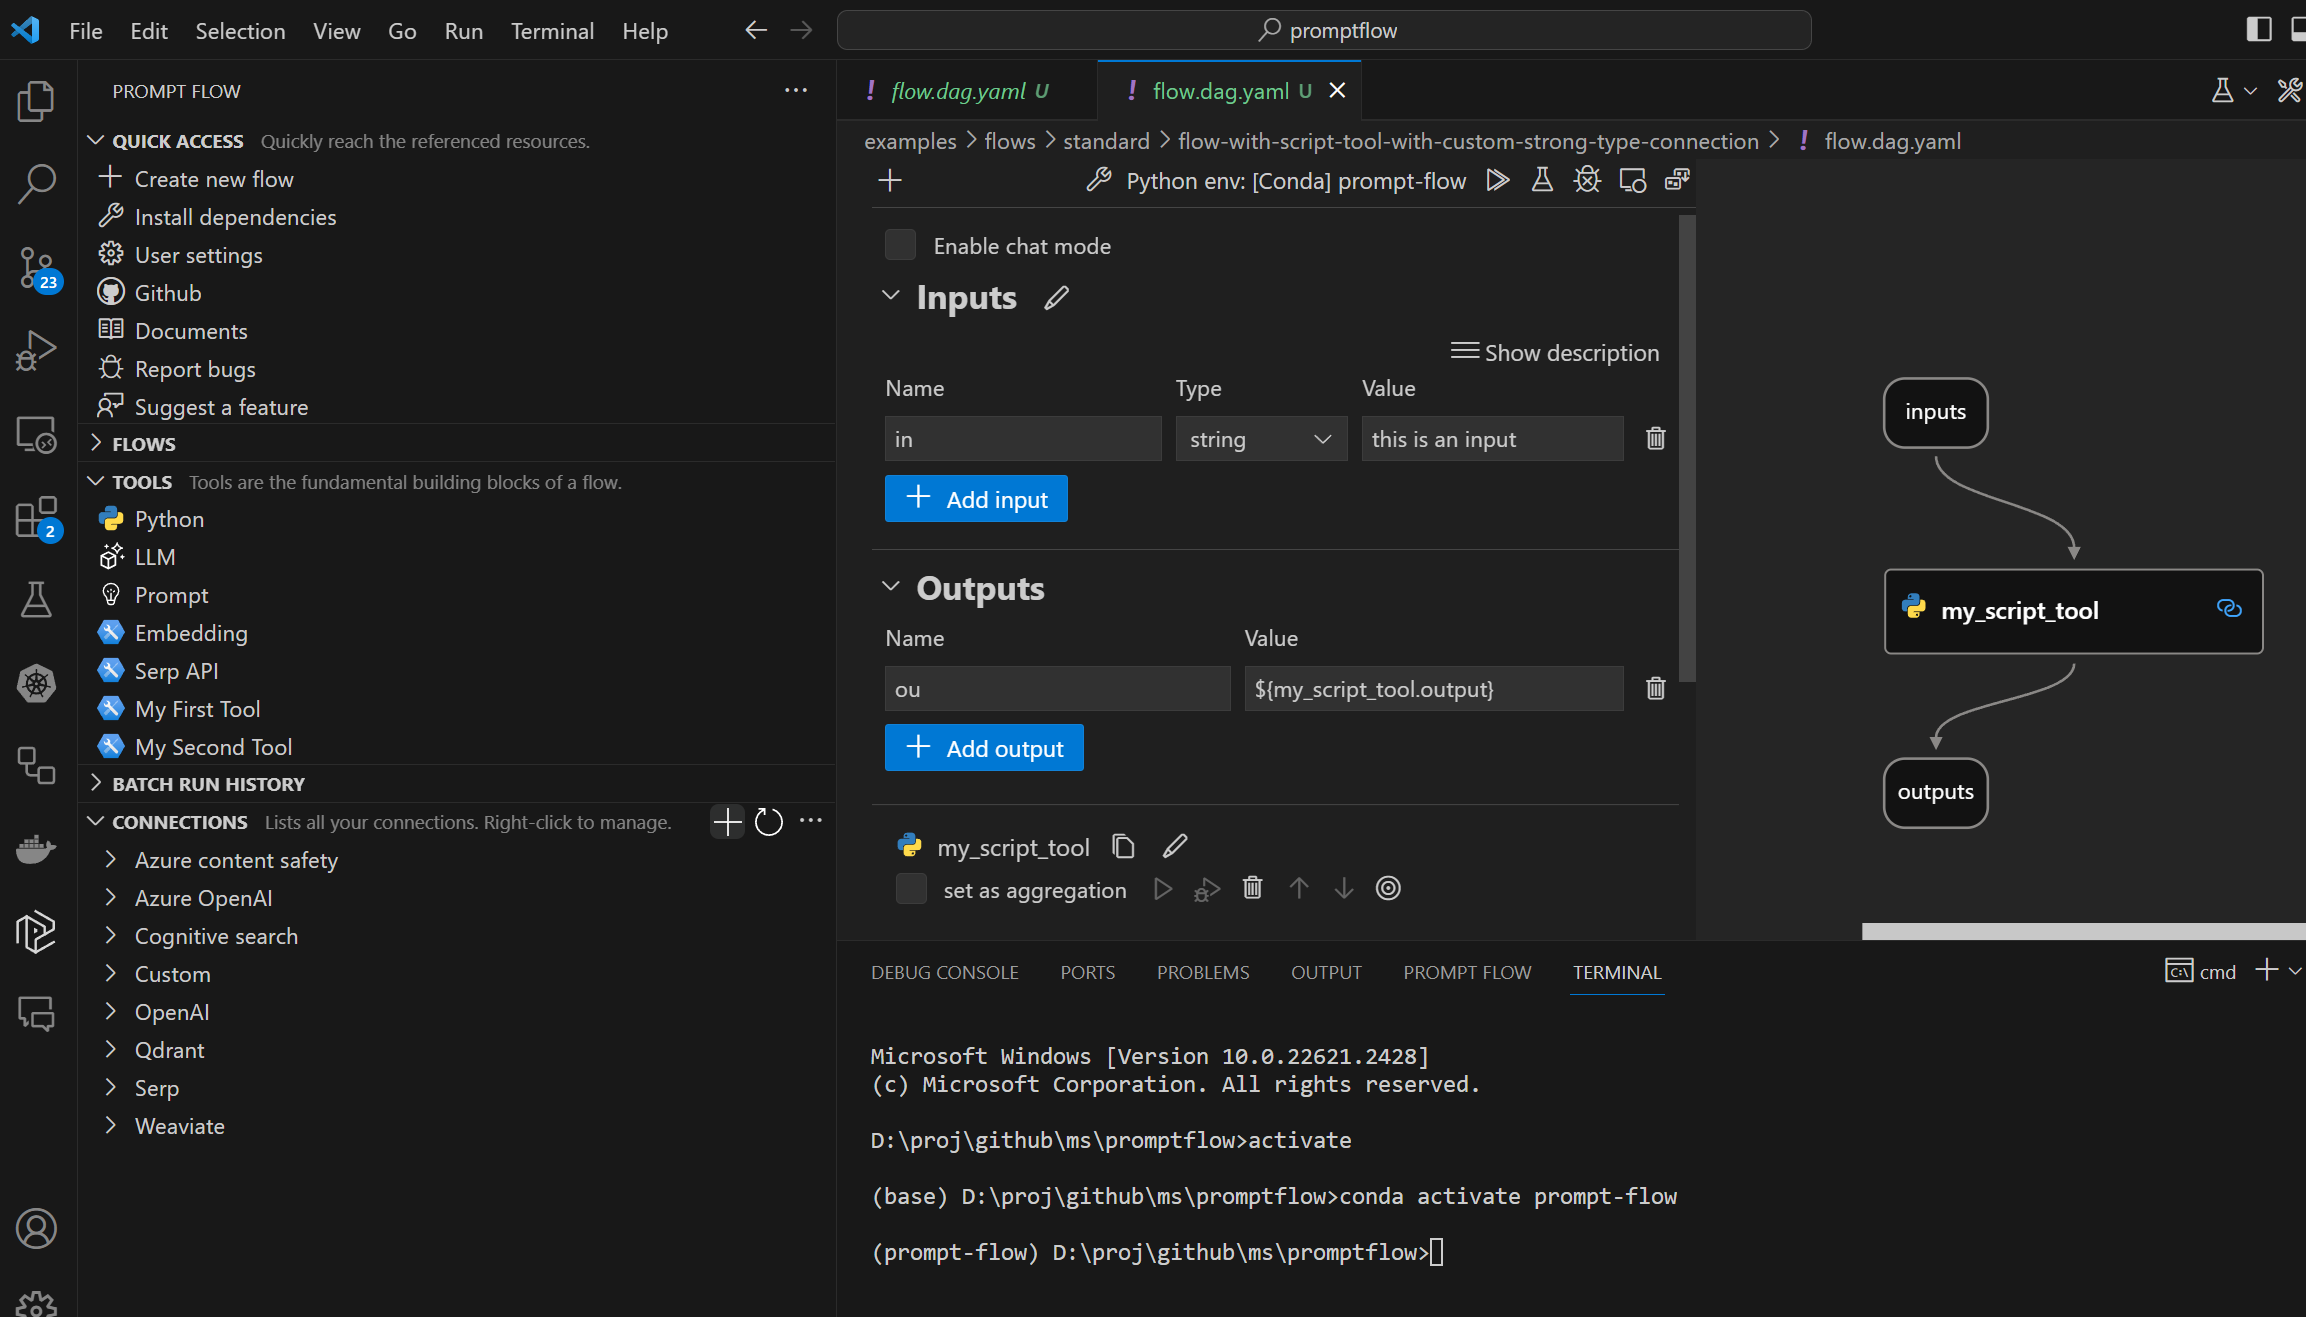 File Edit Selection View Go Run Terminal Help
promptflow
PROMPT FLOW
QUICK ACCESS Quickly reach the referenced resources.
Create new flow
Install dependencies
User settings
Github
Documents
Report bugs
Suggest a feature
FLOWS
TOOLS Tools are the fundamental building blocks of a flow.
Python
LLM
Prompt
Embedding
Serp API
My First Tool
My Second Tool
BATCH RUN HISTORY
CONNECTIONS Lists all your connections. Right-click to manage.
Azure content safety
Azure OpenAI
Cognitive search
Custom
OpenAI
Qdrant
Serp
Weaviate
23
2
! flow.dag.yaml U
! flow.dag.yaml U
examples > flows > standard > flow-with-script-tool-with-custom-strong-type-connection > ! flow.dag.yaml
Python env: [Conda] prompt-flow
Enable chat mode
Inputs
Show description
Name Type Value
in string this is an input
Add input
Outputs
Name Value
ou ${my_script_tool.output}
Add output
my_script_tool
set as aggregation
inputs
my_script_tool
outputs
DEBUG CONSOLE PORTS PROBLEMS OUTPUT PROMPT FLOW TERMINAL
cmd
Microsoft Windows [Version 10.0.22621.2428]
(c) Microsoft Corporation. All rights reserved.
D:\proj\github\ms\promptflow>activate
(base) D:\proj\github\ms\promptflow>conda activate prompt-flow
(prompt-flow) D:\proj\github\ms\promptflow>